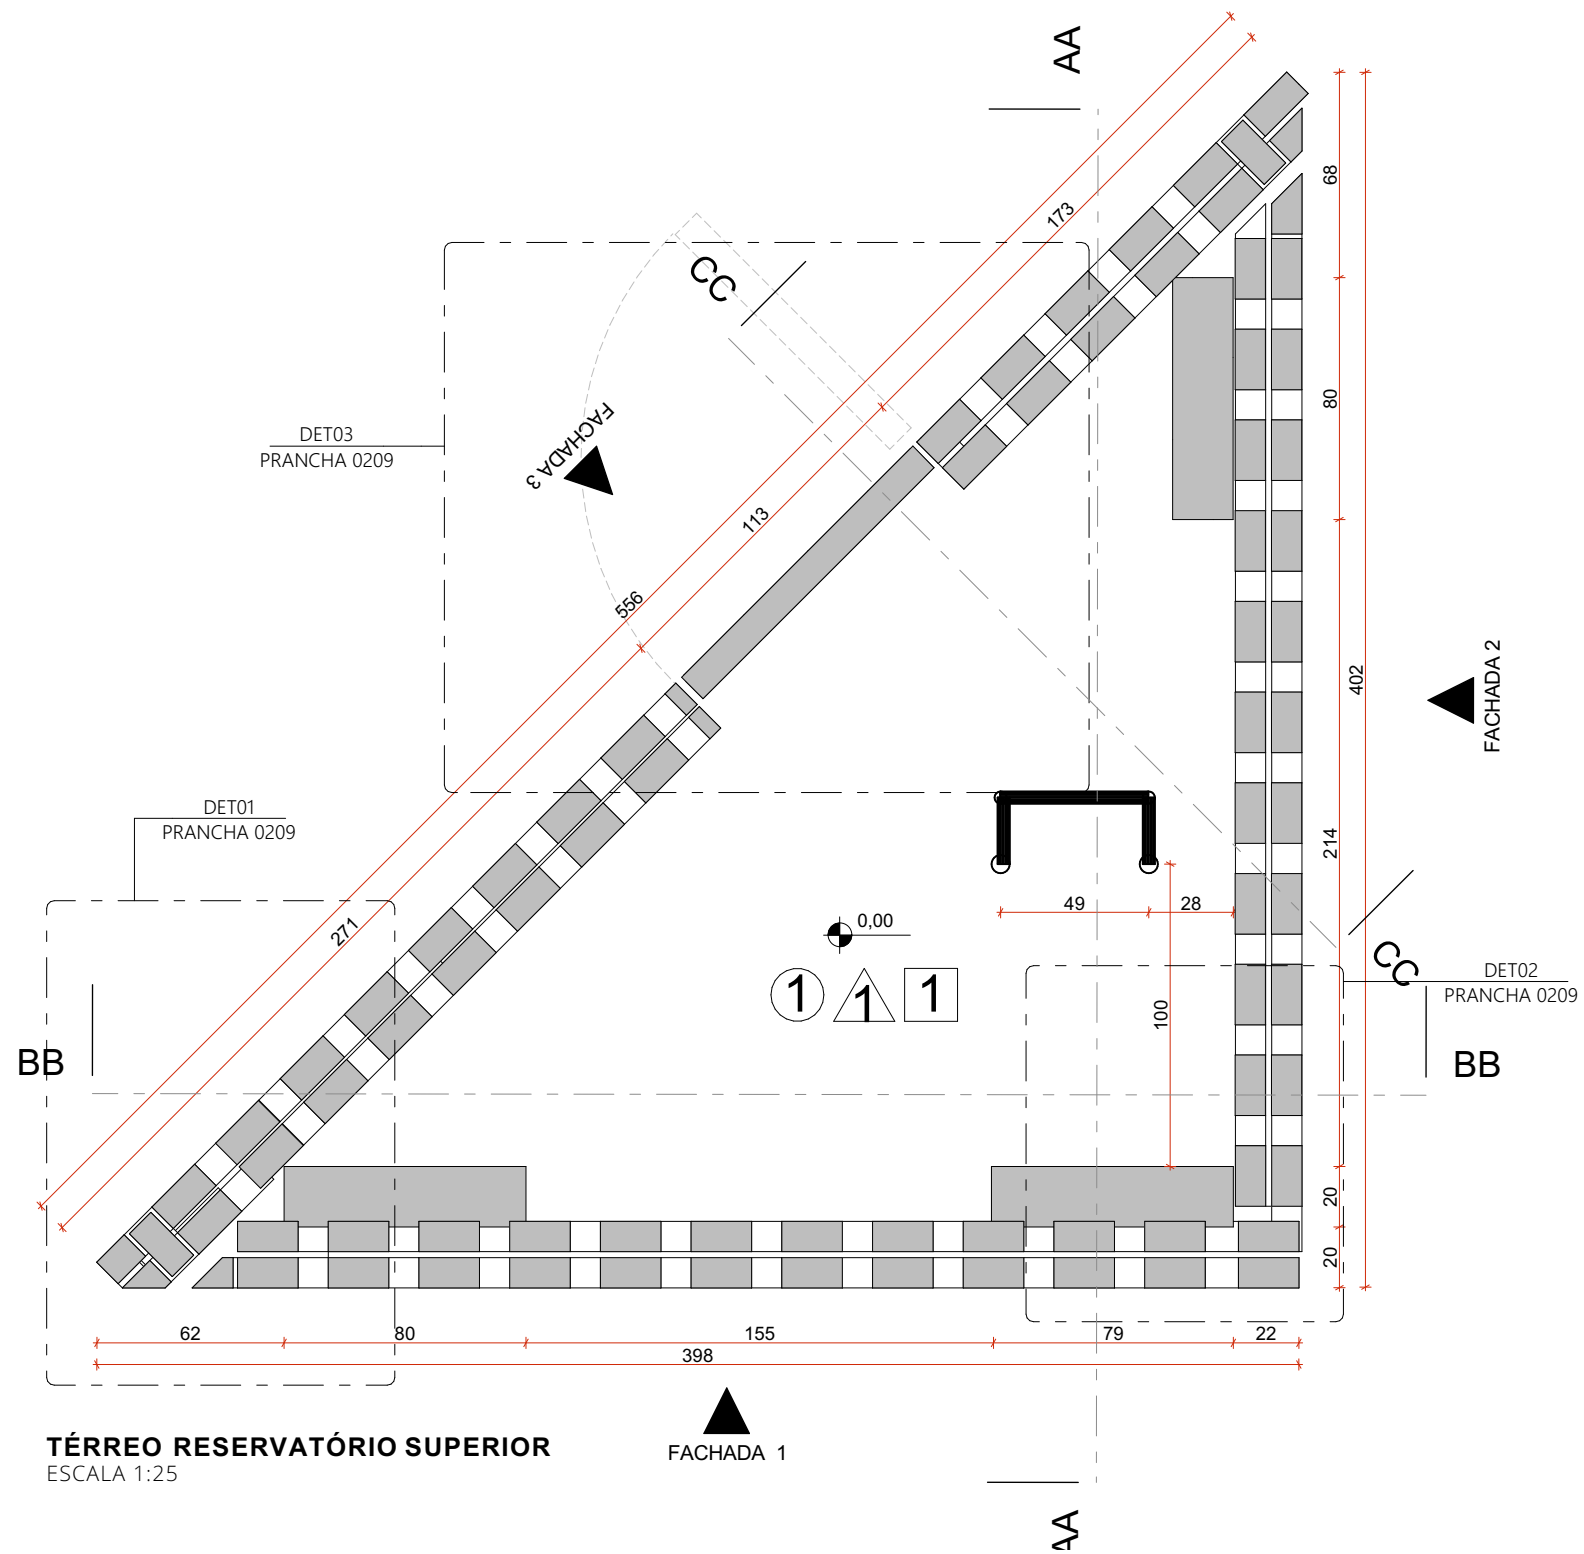 AA
68
173
CC
80
FACHADA 3
DET03
PRANCHA 0209
113
556
402
FACHADA 2
DET01
PRANCHA 0209
214
49
28
0,00
271
CC
DET02
PRANCHA 0209
1
1
1
100
BB
BB
20
20
62
80
155
79
22
398
TÉRREO RESERVATÓRIO SUPERIOR
ESCALA 1:25
FACHADA 1
AA